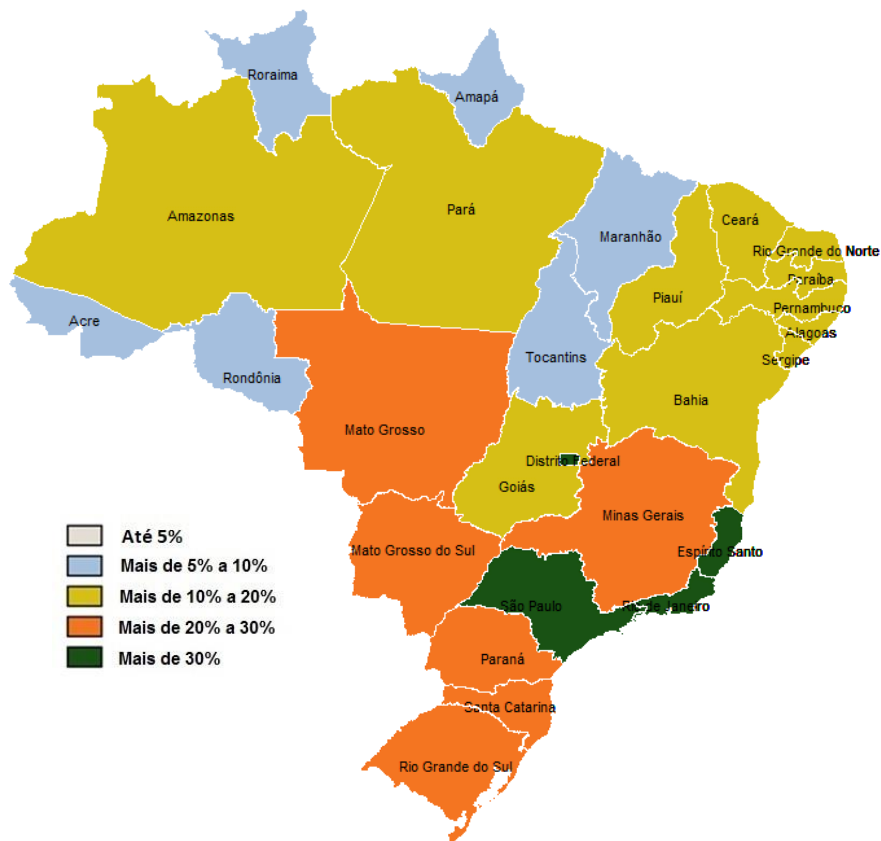 Roraima
Amapá
Amazonas
Pará
Maranhão
Ceará
Rio Grande do Norte
Paraíba
Piauí
Pernambuco
Acre
Alagoas
Tocantins
Sergipe
Rondônia
Bahia
Mato Grosso
Distrito Federal
Goiás
Minas Gerais
Mato Grosso do Sul
Espírito Santo
São Paulo
Rio de Janeiro
Paraná
Santa Catarina
Rio Grande do Sul
Até 5%
Mais de 5% a 10%
Mais de 10% a 20%
Mais de 20% a 30%
Mais de 30%